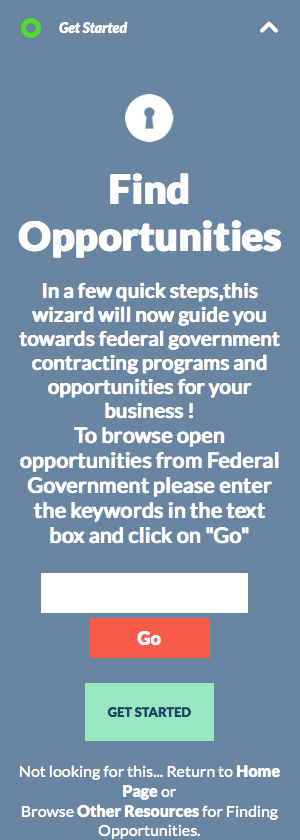 Get Started
Find
Opportunities
In a few quick steps,this
wizard will now guide you
towards federal government
contracting programs and
opportunities for your
business !
To browse open
opportunities from Federal
Government please enter
the keywords in the text
box and click on "Go"
Go
GET STARTED
Not looking for this... Return to Home
Page or
Browse Other Resources for Finding
Opportunities.